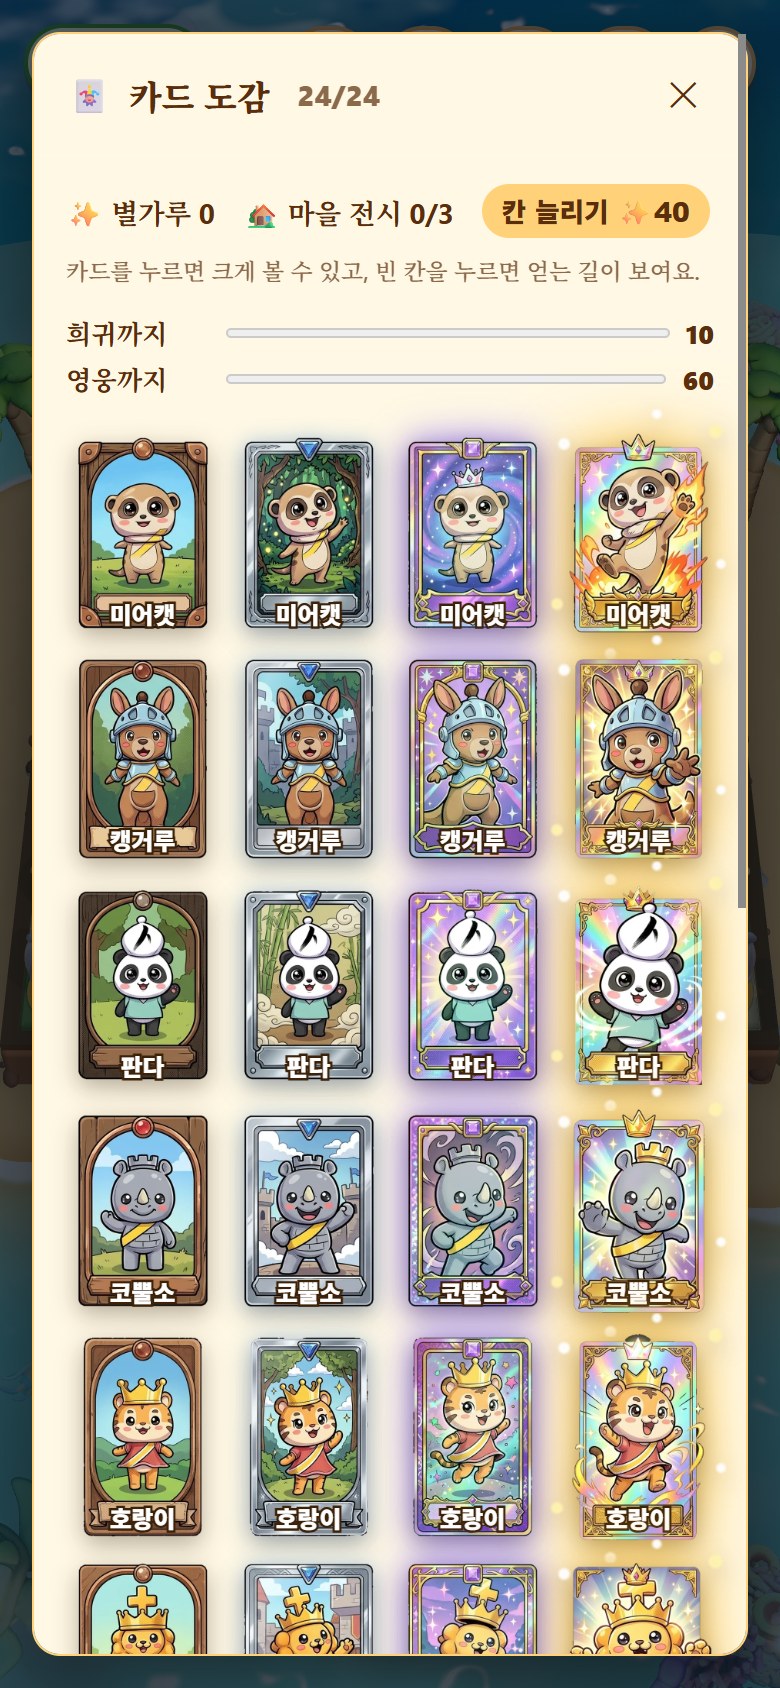 카드 도감 24/24
별가루 0 마을 전시 0/3 칸 늘리기 40
카드를 누르면 크게 볼 수 있고, 빈 칸을 누르면 얻는 길이 보여요.
희귀까지 10
영웅까지 60
미어캣 미어캣 미어캣 미어캣
캥거루 캥거루 캥거루 캥거루
판다 판다 판다 판다
코뿔소 코뿔소 코뿔소 코뿔소
호랑이 호랑이 호랑이 호랑이